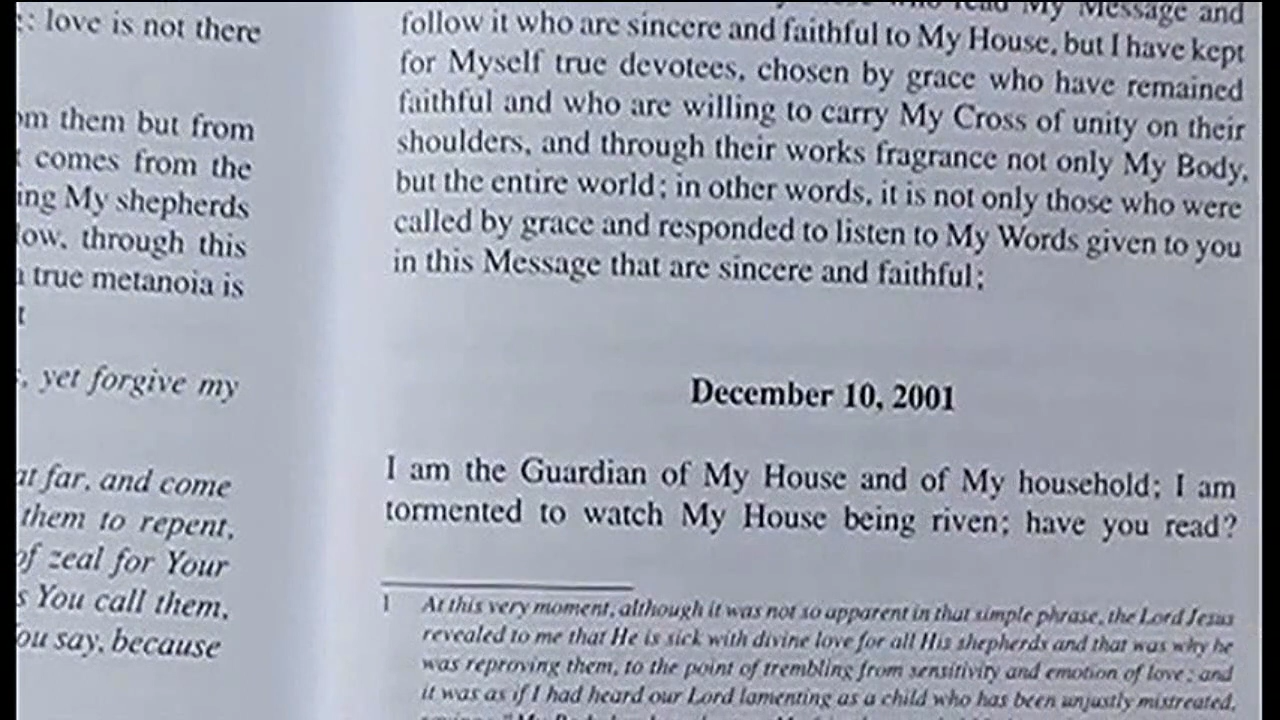 love is not there
them but from
comes from the
My shepherds
through this
true metanoia is
yet forgive my
far, and come
them to repent,
of zeal for Your
You call them,
say, because
My Message and
follow it who are sincere and faithful to My House, but I have kept
for Myself true devotees, chosen by grace who have remained
faithful and who are willing to carry My Cross of unity on their
shoulders, and through their works fragrance not only My Body,
but the entire world; in other words, it is not only those who were
called by grace and responded to listen to My Words given to you
in this Message that are sincere and faithful;
December 10, 2001
I am the Guardian of My House and of My household; I am
tormented to watch My House being riven; have you read?
1 At this very moment, although it was not so apparent in that simple phrase, the Lord Jesus
revealed to me that He is sick with divine love for all His shepherds and that was why he
was reproving them, to the point of trembling from sensitivity and emotion of love; and
it was as if I had heard our Lord lamenting as a child who has been unjustly mistreated,